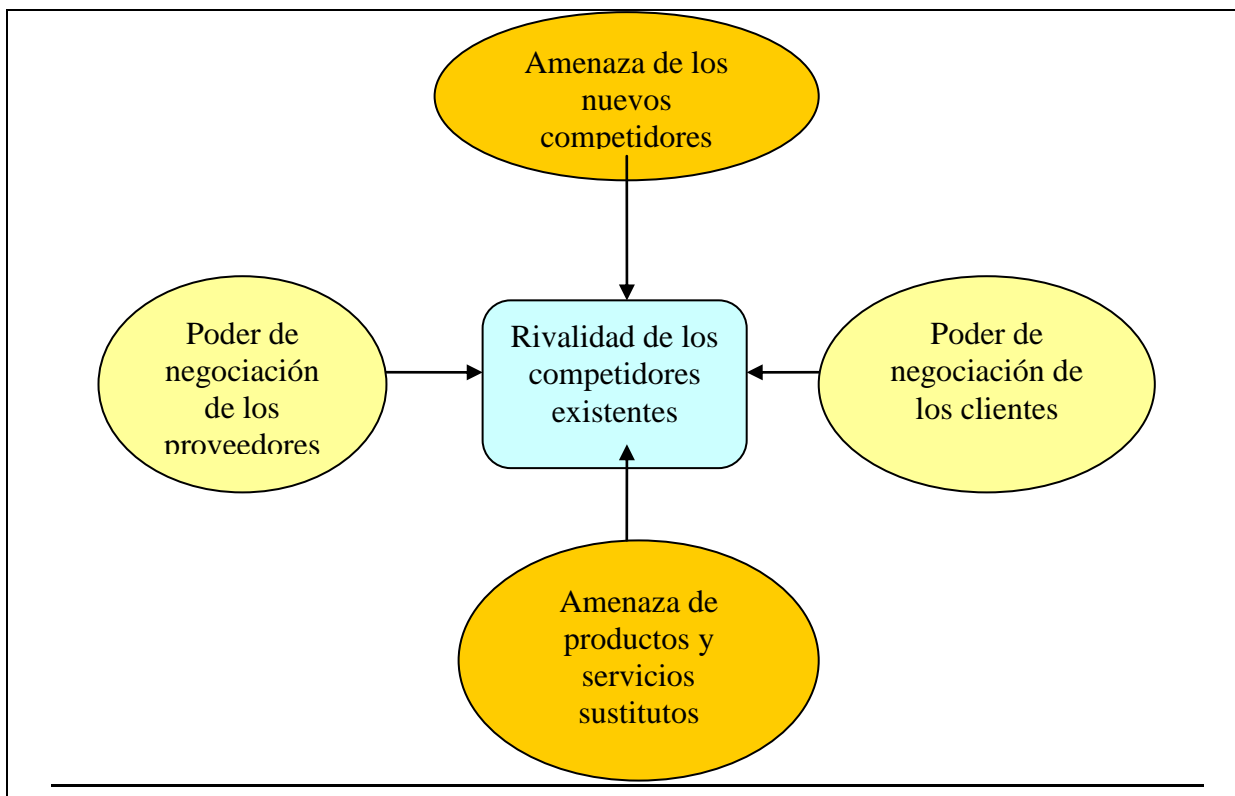 Amenaza de los
nuevos
competidores
Poder de
negociación
de los
proveedores
Rivalidad de los
competidores
existentes
Poder de
negociación de
los clientes
Amenaza de
productos y
servicios
sustitutos